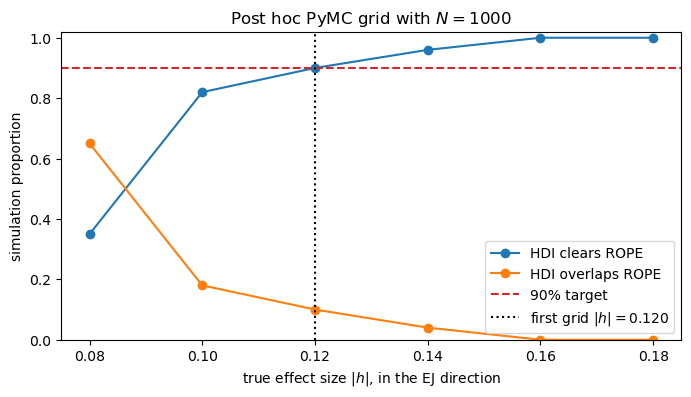 Post hoc PyMC grid with N = 1000
1.0
0.8
0.6
0.4
0.2
0.0
simulation proportion
HDI clears ROPE
HDI overlaps ROPE
90% target
first grid |h| = 0.120
0.08 0.10 0.12 0.14 0.16 0.18
true effect size |h|, in the EJ direction